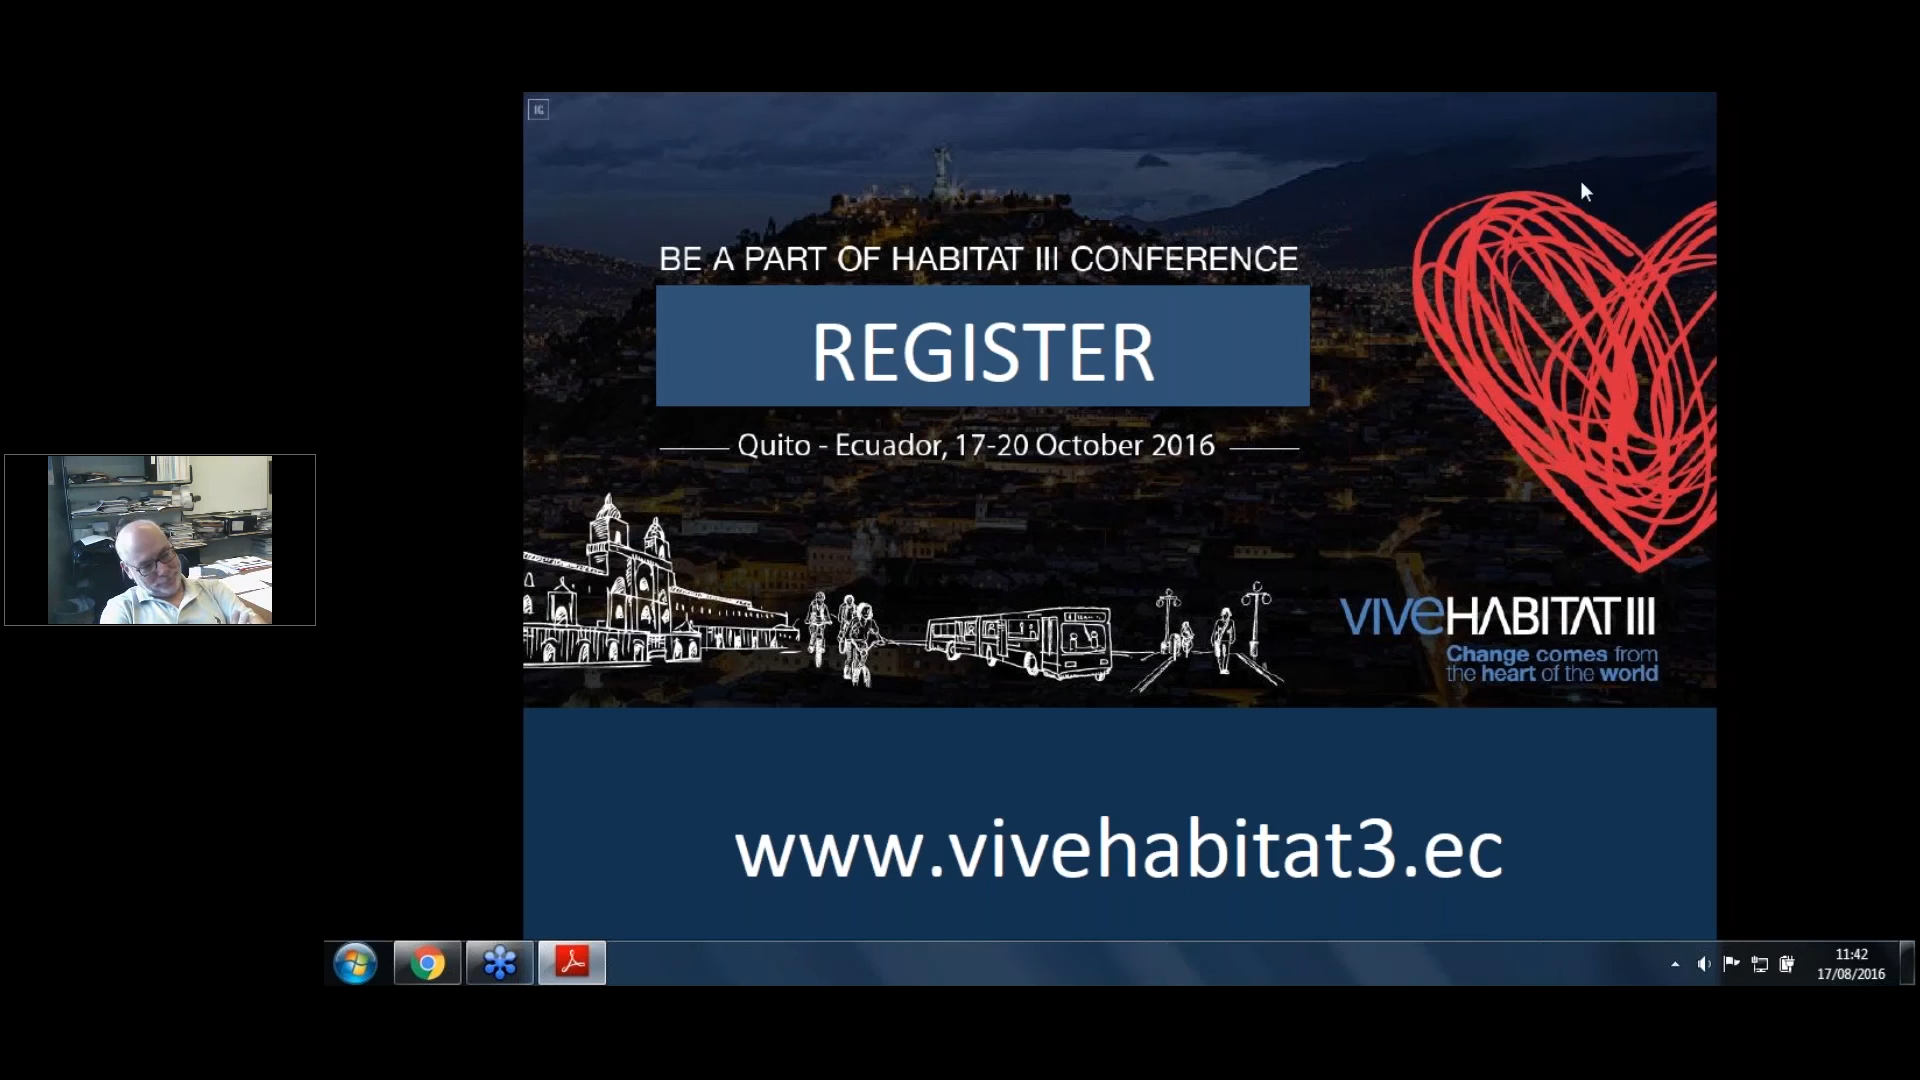 IG
BE A PART OF HABITAT III CONFERENCE
REGISTER
Quito - Ecuador, 17-20 October 2016
VIVEHABITAT III
Change comes from
the heart of the world
www.vivehabitat3.ec
11:42
17/08/2016